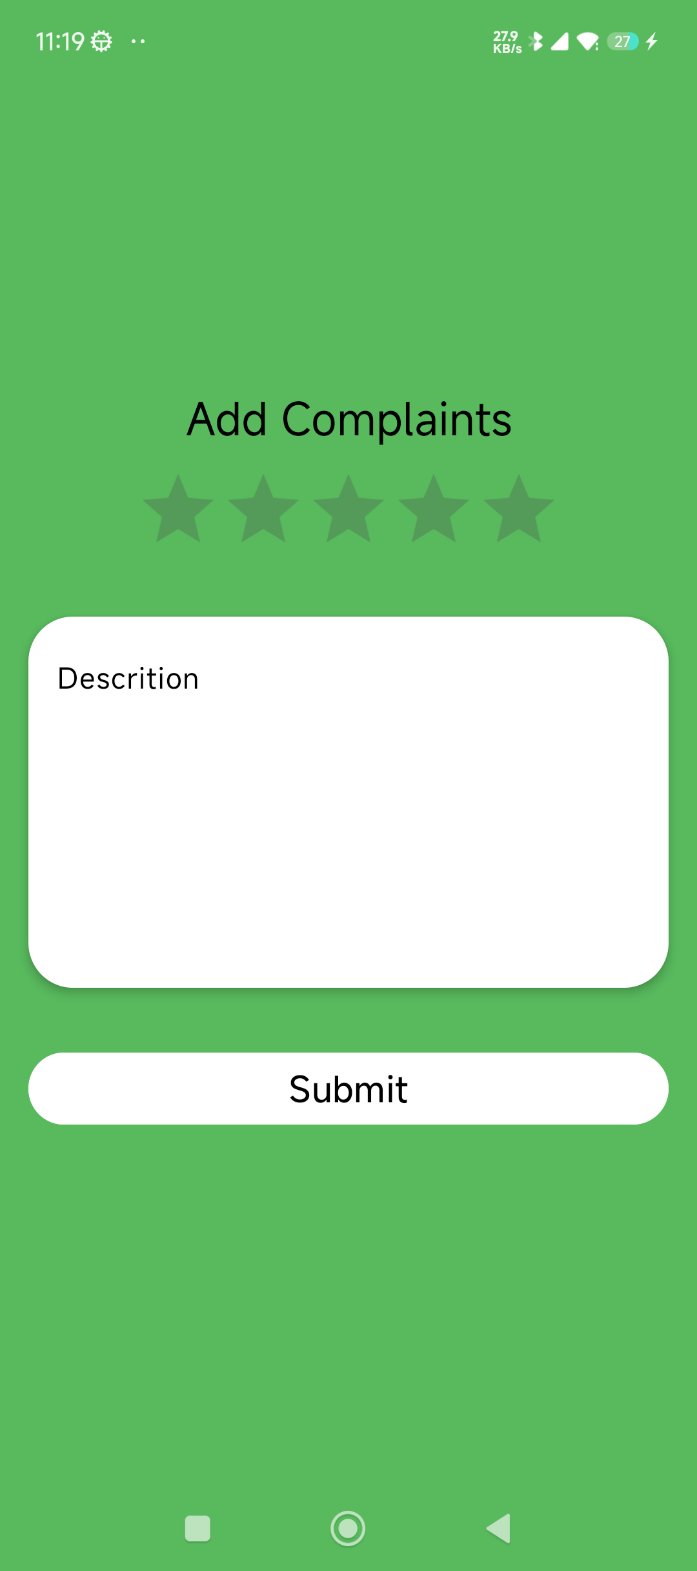 11:19
27.9
KB/s
27
Add Complaints
Descrition
Submit